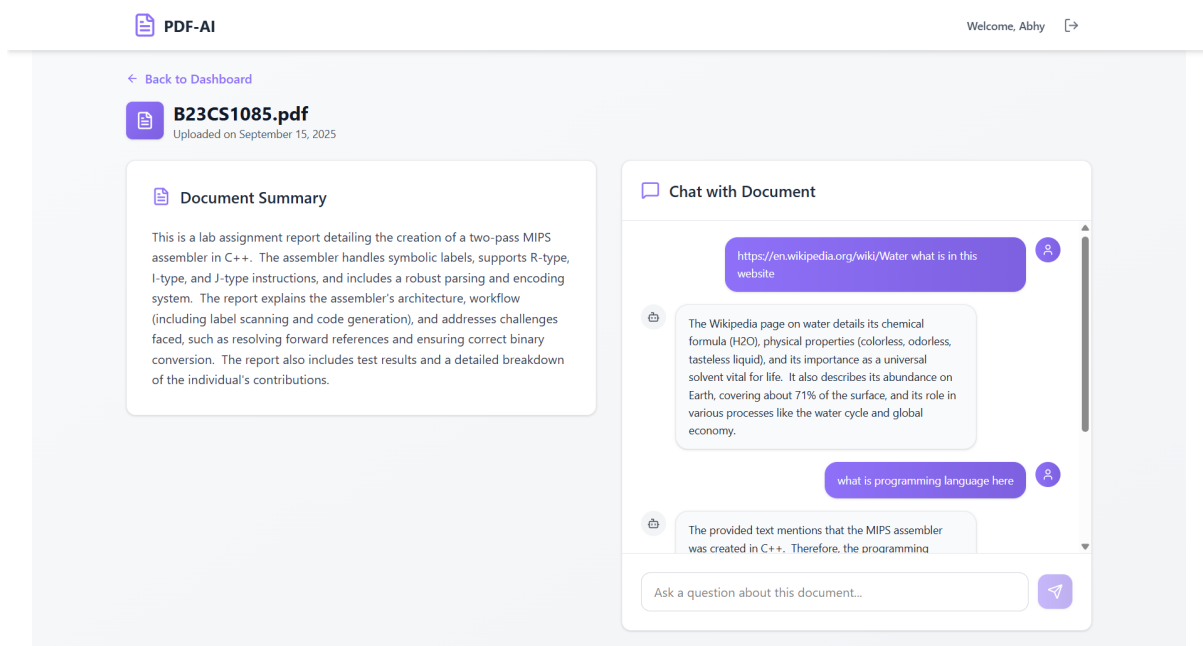 PDF-AI
Welcome, Abhy
Back to Dashboard
B23CS1085.pdf
Uploaded on September 15, 2025
Document Summary
This is a lab assignment report detailing the creation of a two-pass MIPS
assembler in C++.  The assembler handles symbolic labels, supports R-type,
I-type, and J-type instructions, and includes a robust parsing and encoding
system.  The report explains the assembler's architecture, workflow
(including label scanning and code generation), and addresses challenges
faced, such as resolving forward references and ensuring correct binary
conversion.  The report also includes test results and a detailed breakdown
of the individual's contributions.
Chat with Document
https://en.wikipedia.org/wiki/Water what is in this
website
The Wikipedia page on water details its chemical
formula (H2O), physical properties (colorless, odorless,
tasteless liquid), and its importance as a universal
solvent vital for life.  It also describes its abundance on
Earth, covering about 71% of the surface, and its role in
various processes like the water cycle and global
economy.
what is programming language here
The provided text mentions that the MIPS assembler
was created in C++.  Therefore, the programming
Ask a question about this document...